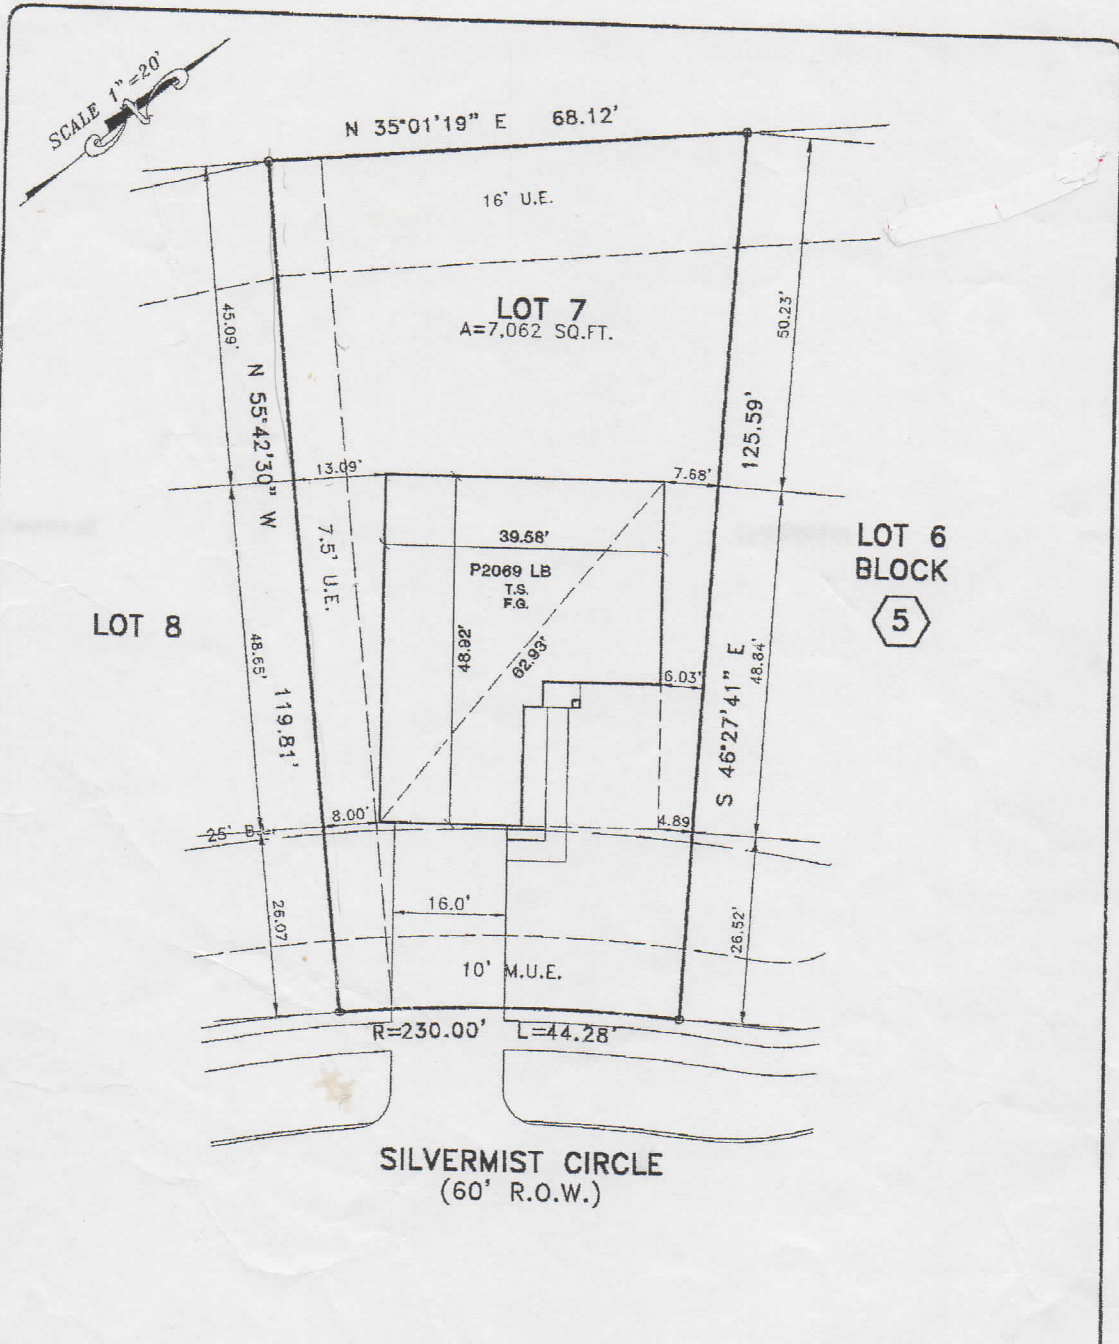 SCALE 1"=20'
N 35°01'19" E 68.12'
16' U.E.
LOT 7
A=7,062 SQ.FT.
45.09'
50.23'
N 55°42'30" W
125.59'
13.09'
7.68'
7.5' U.E.
39.58'
P2069 LB
T.S.
F.G.
LOT 6
BLOCK
5
LOT 8
48.92'
62.93'
48.65'
119.81'
6.03'
S 46°27'41" E
48.84'
8.00'
4.89
25' B
16.0'
26.07
26.52'
10' M.U.E.
R=230.00' L=44.28'
SILVERMIST CIRCLE
(60' R.O.W.)